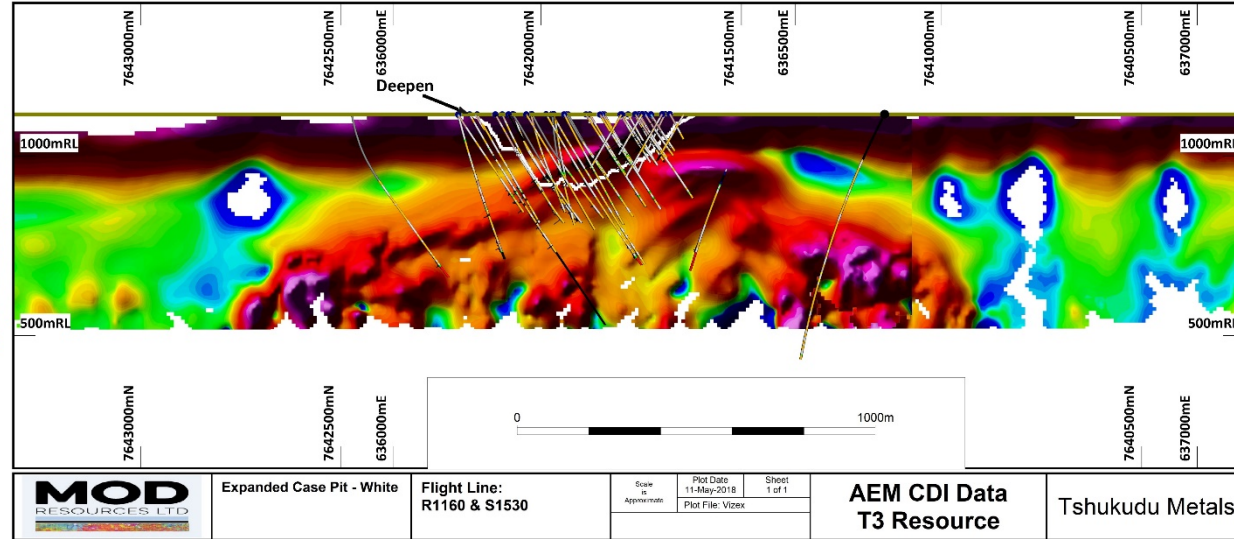 7643000mN
7642500mN
636000mE
7642000mN
7641500mN
636500mE
7641000mN
7640500mN
637000mE
Deepen
1000mRL
1000mRL
500mRL
500mRL
7643000mN
7642500mN
636000mE
7640500mN
637000mE
0
1000m
MOD
RESOURCES LTD
Expanded Case Pit - White
Flight Line:
R1160 & S1530
Scale
is
Approximate
Plot Date
11-May-2018
Sheet
1 of 1
Plot File: Vizex
AEM CDI Data
T3 Resource
Tshukudu Metals